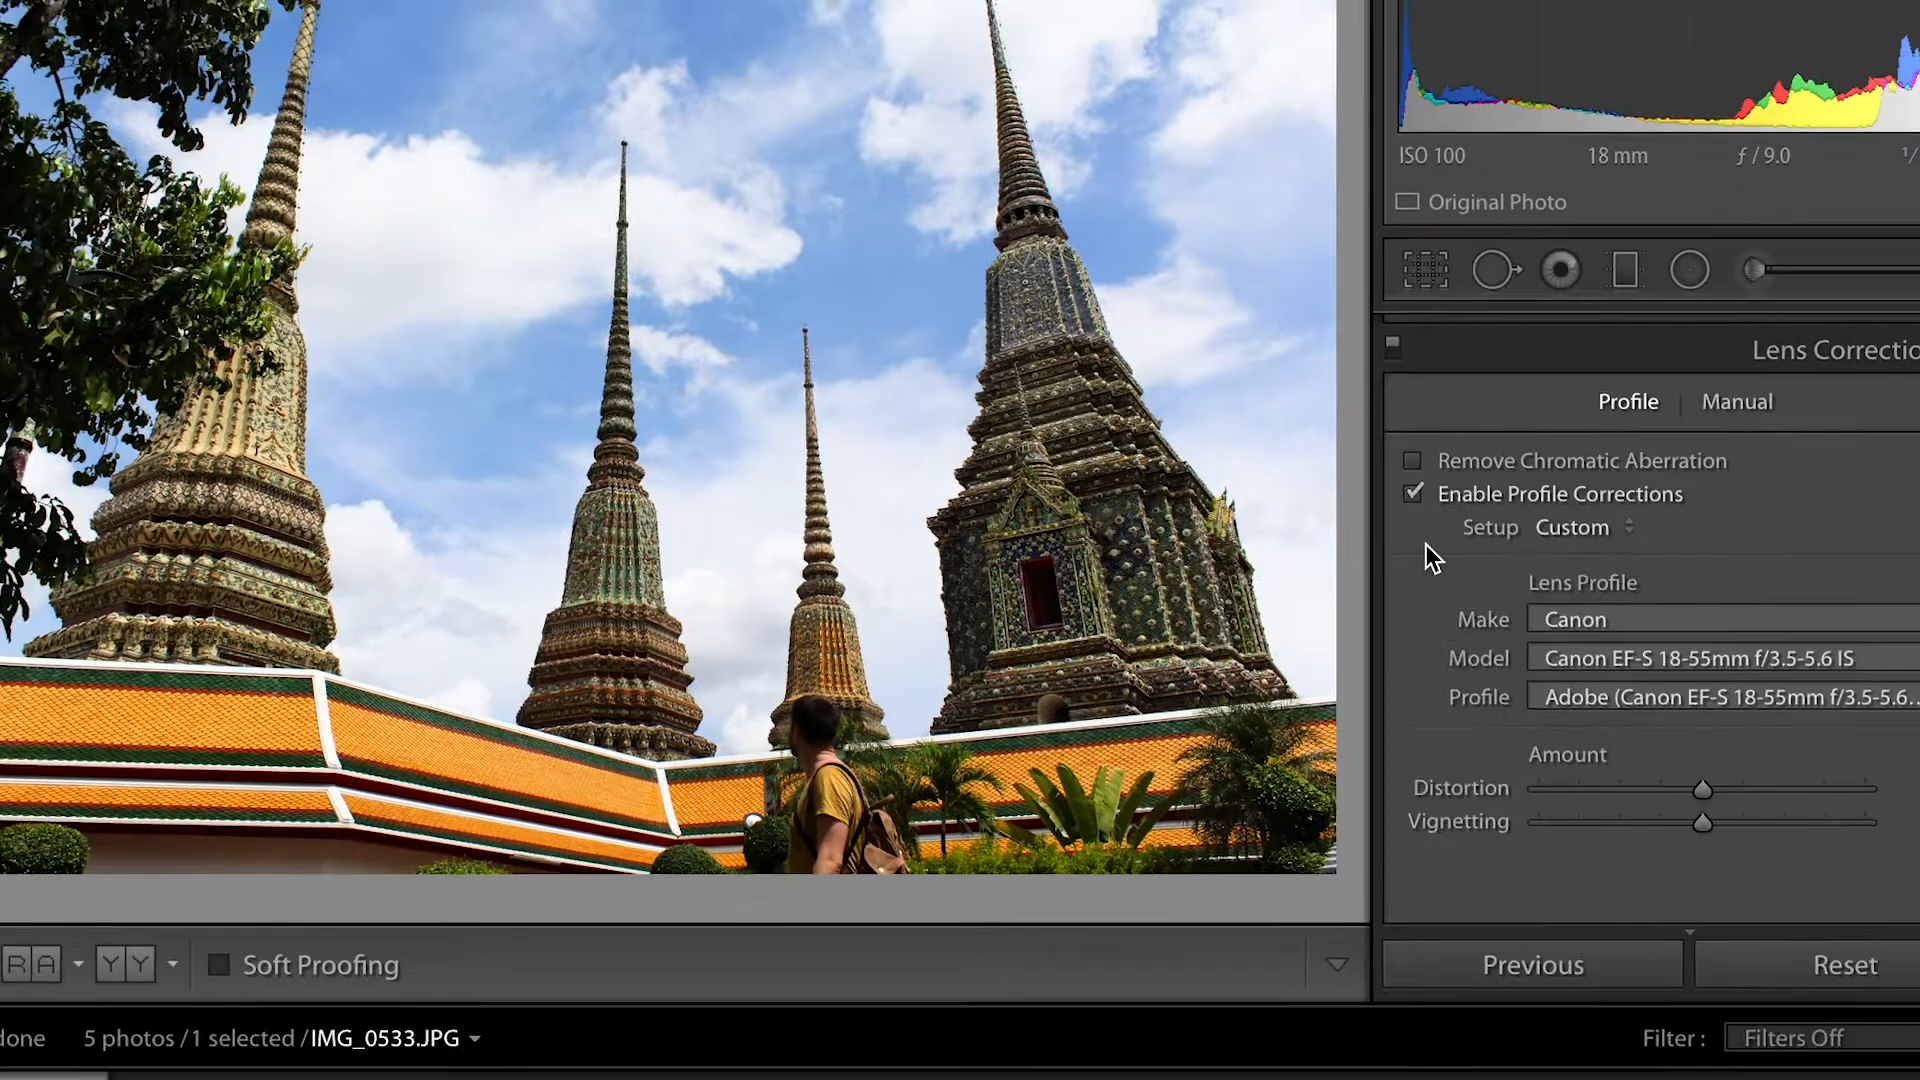 ISO 100 18 mm ƒ / 9.0 1/
Original Photo
Lens Correctio
Profile | Manual
Remove Chromatic Aberration
Enable Profile Corrections
Setup Custom
Lens Profile
Make Canon
Model Canon EF-S 18-55mm f/3.5-5.6 IS
Profile Adobe (Canon EF-S 18-55mm f/3.5-5.6...
Amount
Distortion
Vignetting
RA YY Soft Proofing
Previous Reset
done 5 photos / 1 selected / IMG_0533.JPG
Filter : Filters Off